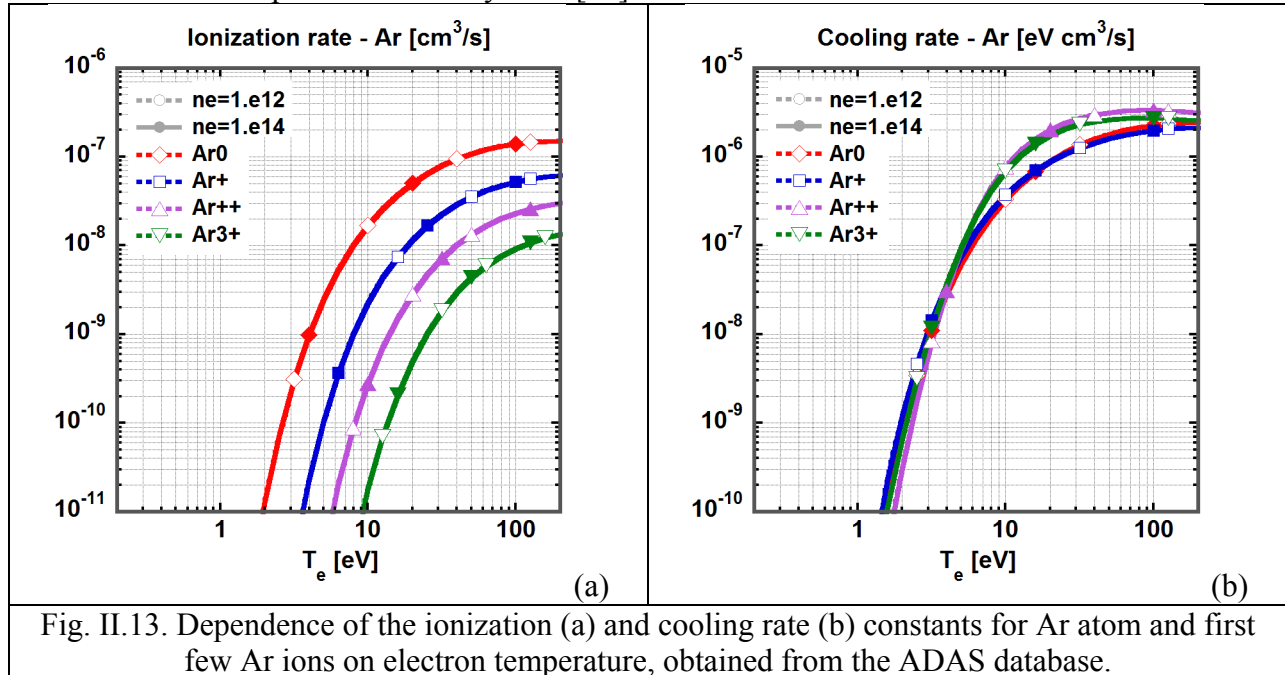 Ionization rate - Ar [cm³/s]
10⁻⁶
10⁻⁷
10⁻⁸
10⁻⁹
10⁻¹⁰
10⁻¹¹
ne=1.e12
ne=1.e14
Ar0
Ar+
Ar++
Ar3+
1
10
100
T_e [eV]
(a)
Cooling rate - Ar [eV cm³/s]
10⁻⁵
10⁻⁶
10⁻⁷
10⁻⁸
10⁻⁹
10⁻¹⁰
ne=1.e12
ne=1.e14
Ar0
Ar+
Ar++
Ar3+
1
10
100
T_e [eV]
(b)
Fig. II.13. Dependence of the ionization (a) and cooling rate (b) constants for Ar atom and first
few Ar ions on electron temperature, obtained from the ADAS database.